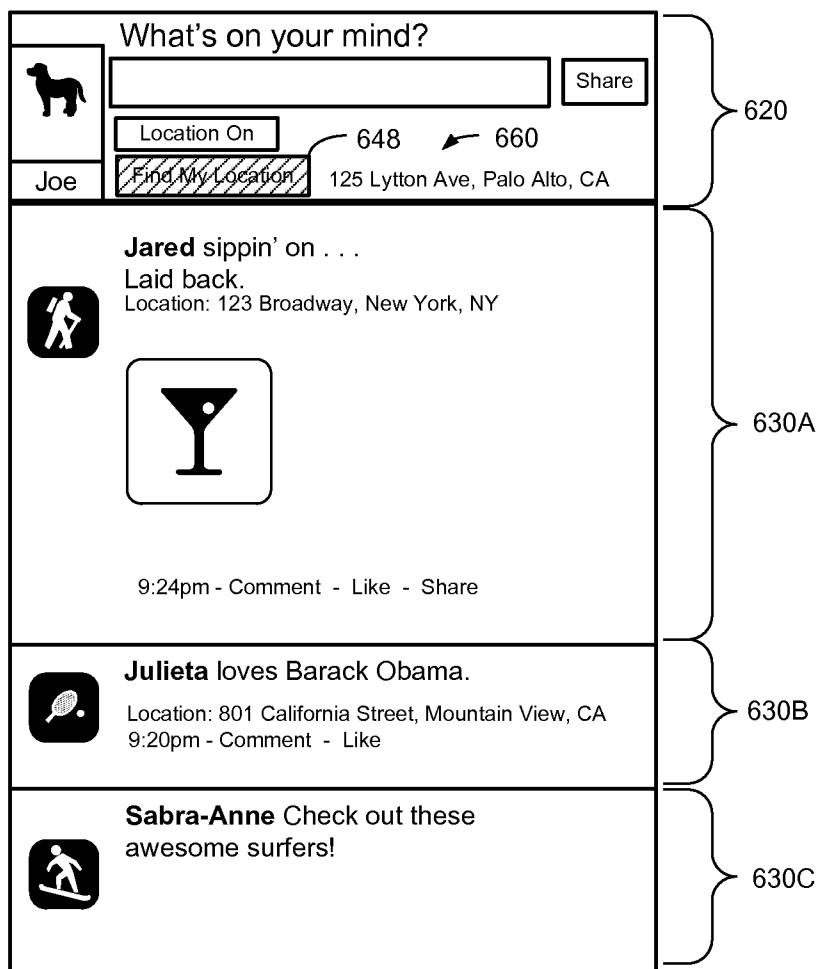 What's on your mind?
Share
620
Location On
648
660
Joe
Find My Location
125 Lytton Ave, Palo Alto, CA
Jared sippin' on . . .
Laid back.
Location: 123 Broadway, New York, NY
630A
9:24pm - Comment - Like - Share
Julieta loves Barack Obama.
Location: 801 California Street, Mountain View, CA
630B
9:20pm - Comment - Like
Sabra-Anne Check out these
awesome surfers!
630C